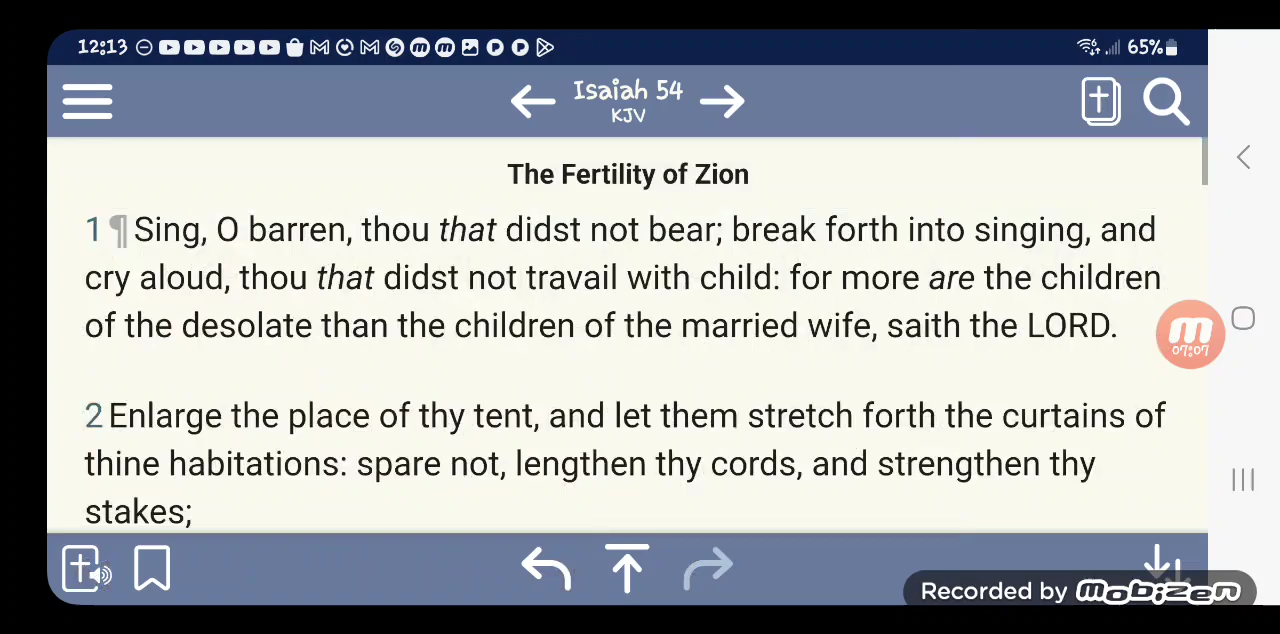 12:13 65%
Isaiah 54
KJV
The Fertility of Zion
1 ¶ Sing, O barren, thou that didst not bear; break forth into singing, and
cry aloud, thou that didst not travail with child: for more are the children
of the desolate than the children of the married wife, saith the LORD.
07:07
2 Enlarge the place of thy tent, and let them stretch forth the curtains of
thine habitations: spare not, lengthen thy cords, and strengthen thy
stakes;
Recorded by mobizen